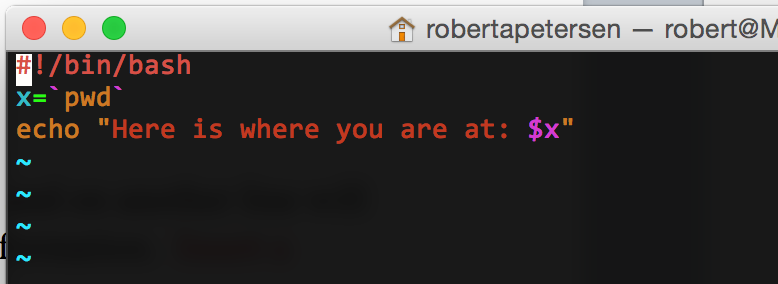 robertapetersen — robert@M
#!/bin/bash
x=`pwd`
echo "Here is where you are at: $x"
~
~
~
~